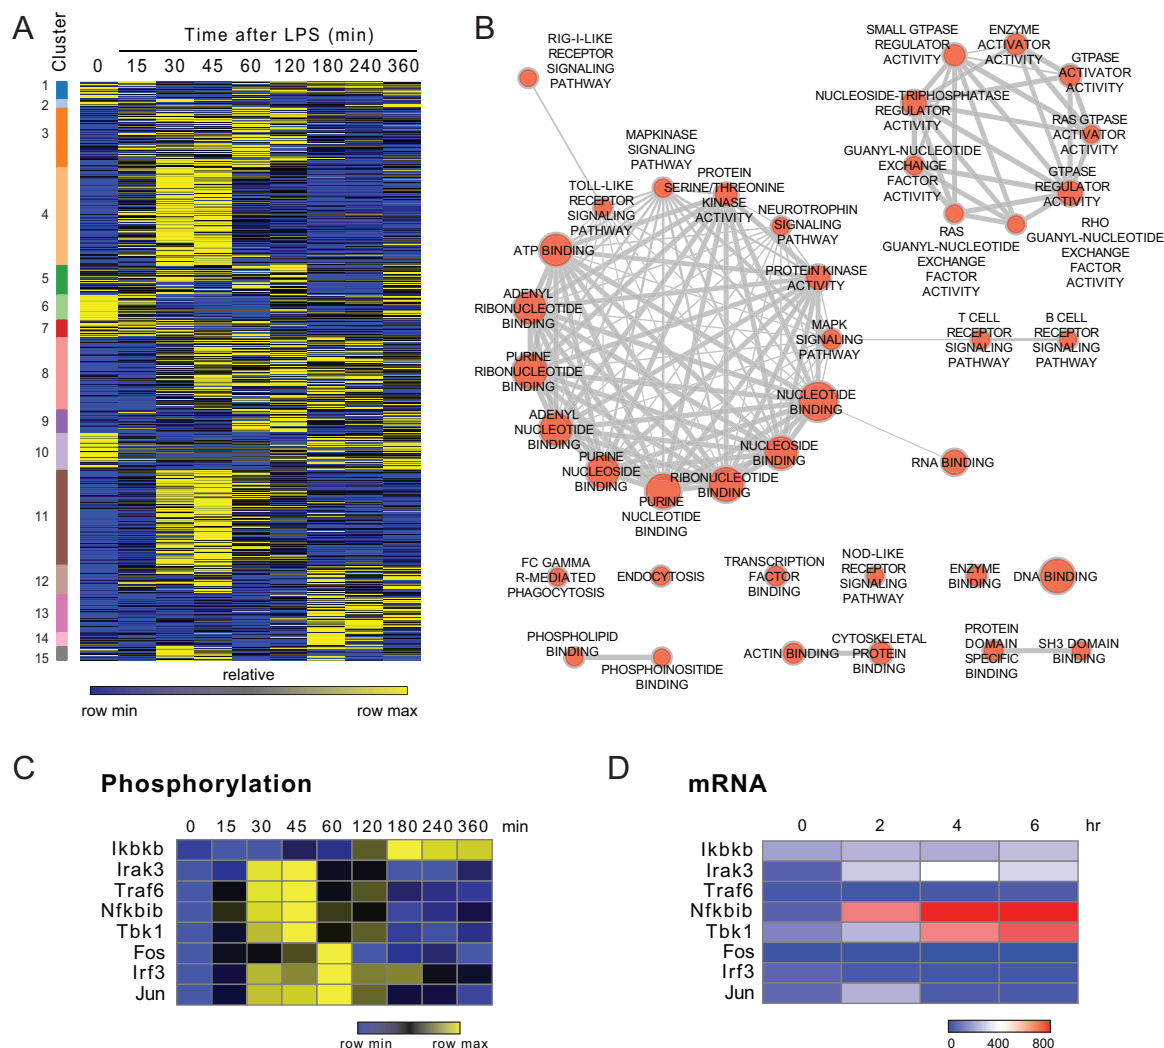 A
Cluster
Time after LPS (min)
0 15 30 45 60 120 180 240 360
1
2
3
4
5
6
7
8
9
10
11
12
13
14
15
relative
row min row max
B
RIG-I-LIKE
RECEPTOR
SIGNALING
PATHWAY
MAPKINASE
SIGNALING
PATHWAY
TOLL-LIKE
RECEPTOR
SIGNALING
PATHWAY
PROTEIN
SERINE/THREONINE
KINASE
ACTIVITY
NEUROTROPHIN
SIGNALING
PATHWAY
ATP BINDING
PROTEIN KINASE
ACTIVITY
ADENYL
RIBONUCLEOTIDE
BINDING
MAPK
SIGNALING
PATHWAY
PURINE
RIBONUCLEOTIDE
BINDING
NUCLEOTIDE
BINDING
ADENYL
NUCLEOTIDE
BINDING
NUCLEOSIDE
BINDING
PURINE
NUCLEOSIDE
BINDING
RIBONUCLEOTIDE
BINDING
PURINE
NUCLEOTIDE
BINDING
SMALL GTPASE
REGULATOR
ACTIVITY
ENZYME
ACTIVATOR
ACTIVITY
GTPASE
ACTIVATOR
ACTIVITY
NUCLEOSIDE-TRIPHOSPHATASE
REGULATOR
ACTIVITY
RAS GTPASE
ACTIVATOR
ACTIVITY
GUANYL-NUCLEOTIDE
EXCHANGE
FACTOR
ACTIVITY
GTPASE
REGULATOR
ACTIVITY
RAS
GUANYL-NUCLEOTIDE
EXCHANGE
FACTOR
ACTIVITY
RHO
GUANYL-NUCLEOTIDE
EXCHANGE
FACTOR
ACTIVITY
T CELL
RECEPTOR
SIGNALING
PATHWAY
B CELL
RECEPTOR
SIGNALING
PATHWAY
RNA BINDING
FC GAMMA
R-MEDIATED
PHAGOCYTOSIS
ENDOCYTOSIS
TRANSCRIPTION
FACTOR
BINDING
NOD-LIKE
RECEPTOR
SIGNALING
PATHWAY
ENZYME
BINDING
DNA BINDING
PHOSPHOLIPID
BINDING
PHOSPHOINOSITIDE
BINDING
ACTIN BINDING
CYTOSKELETAL
PROTEIN
BINDING
PROTEIN
DOMAIN
SPECIFIC
BINDING
SH3 DOMAIN
BINDING
C
Phosphorylation
0 15 30 45 60 120 180 240 360 min
Ikbkb
Irak3
Traf6
Nfkbib
Tbk1
Fos
Irf3
Jun
row min row max
D
mRNA
0 2 4 6 hr
Ikbkb
Irak3
Traf6
Nfkbib
Tbk1
Fos
Irf3
Jun
0 400 800